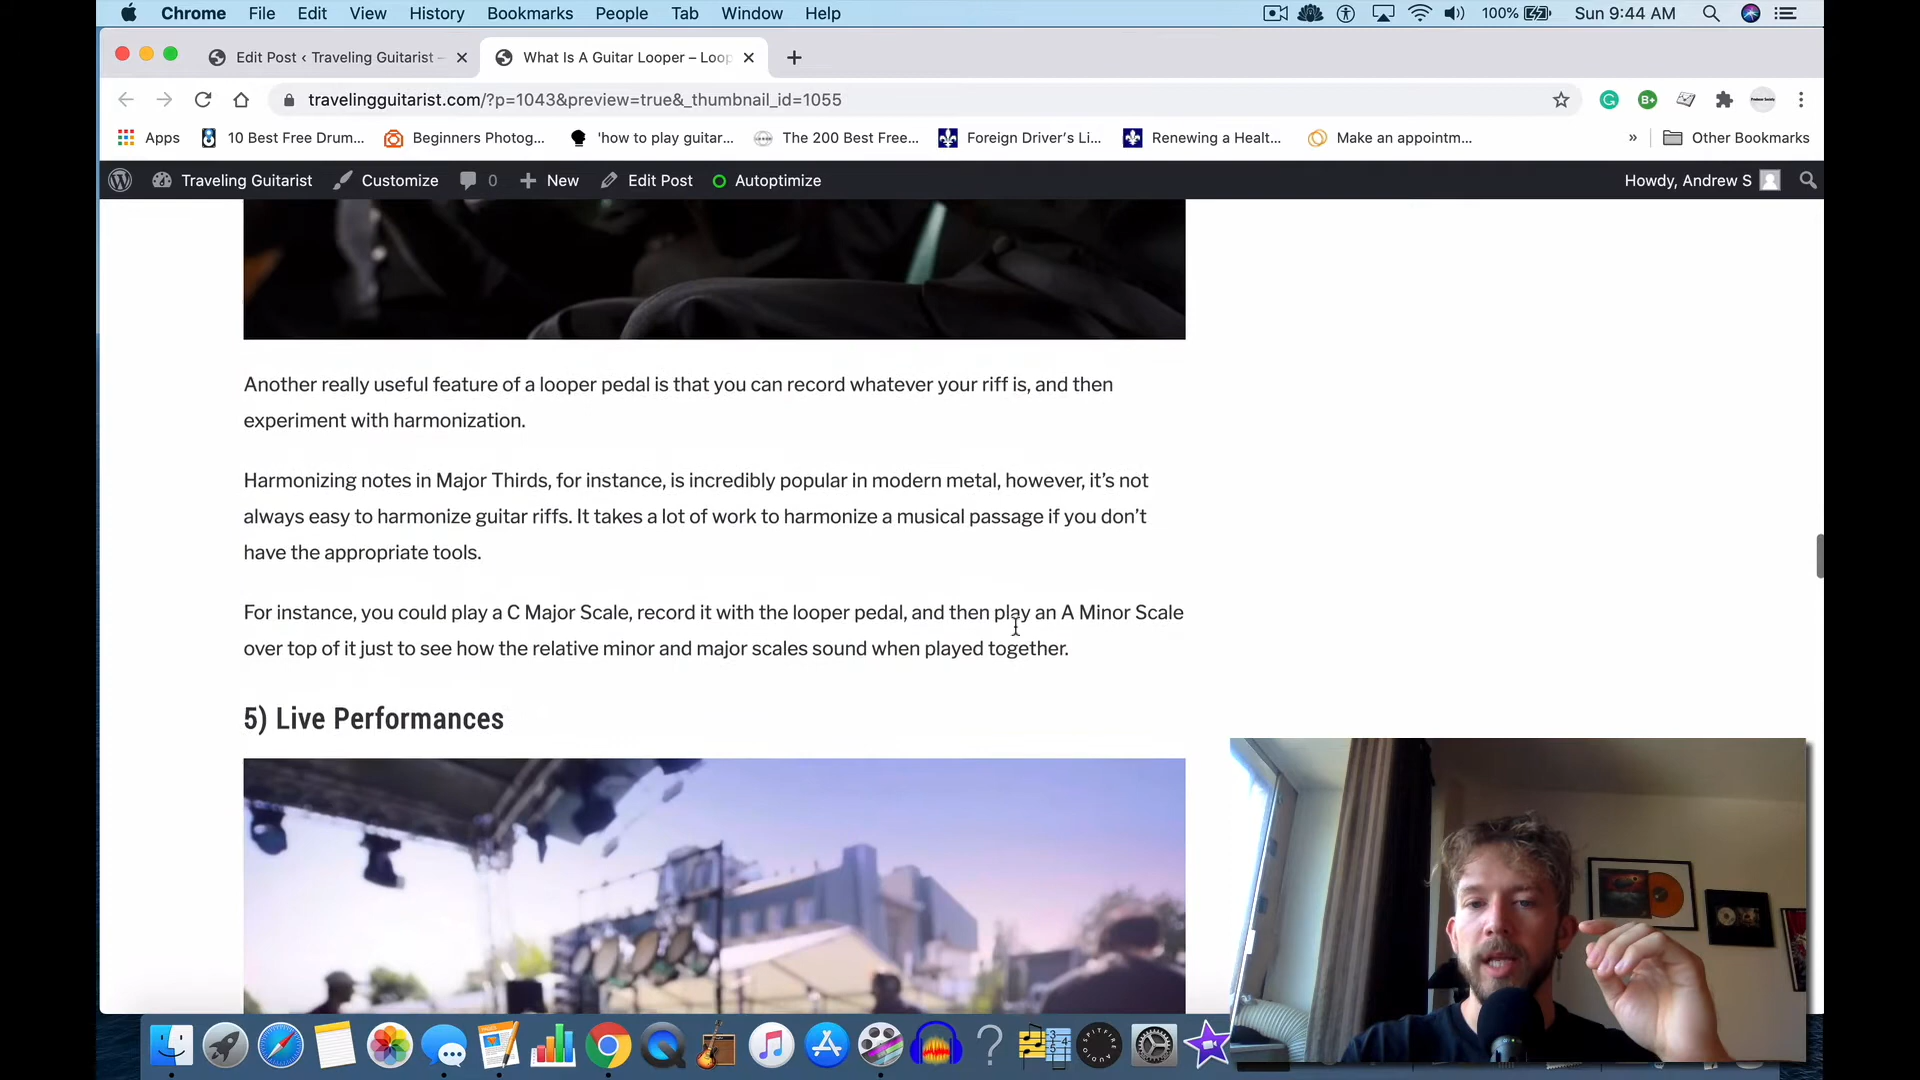 Chrome File Edit View History Bookmarks People Tab Window Help 100% Sun 9:44 AM
Edit Post ‹ Traveling Guitarist – What Is A Guitar Looper – Loop
travelingguitarist.com/?p=1043&preview=true&_thumbnail_id=1055
Apps 10 Best Free Drum... Beginners Photog... 'how to play guitar... The 200 Best Free... Foreign Driver's Li... Renewing a Healt... Make an appointm... » Other Bookmarks
Traveling Guitarist Customize 0 New Edit Post Autoptimize Howdy, Andrew S
Another really useful feature of a looper pedal is that you can record whatever your riff is, and then
experiment with harmonization.
Harmonizing notes in Major Thirds, for instance, is incredibly popular in modern metal, however, it's not
always easy to harmonize guitar riffs. It takes a lot of work to harmonize a musical passage if you don't
have the appropriate tools.
For instance, you could play a C Major Scale, record it with the looper pedal, and then play an A Minor Scale
over top of it just to see how the relative minor and major scales sound when played together.
5) Live Performances